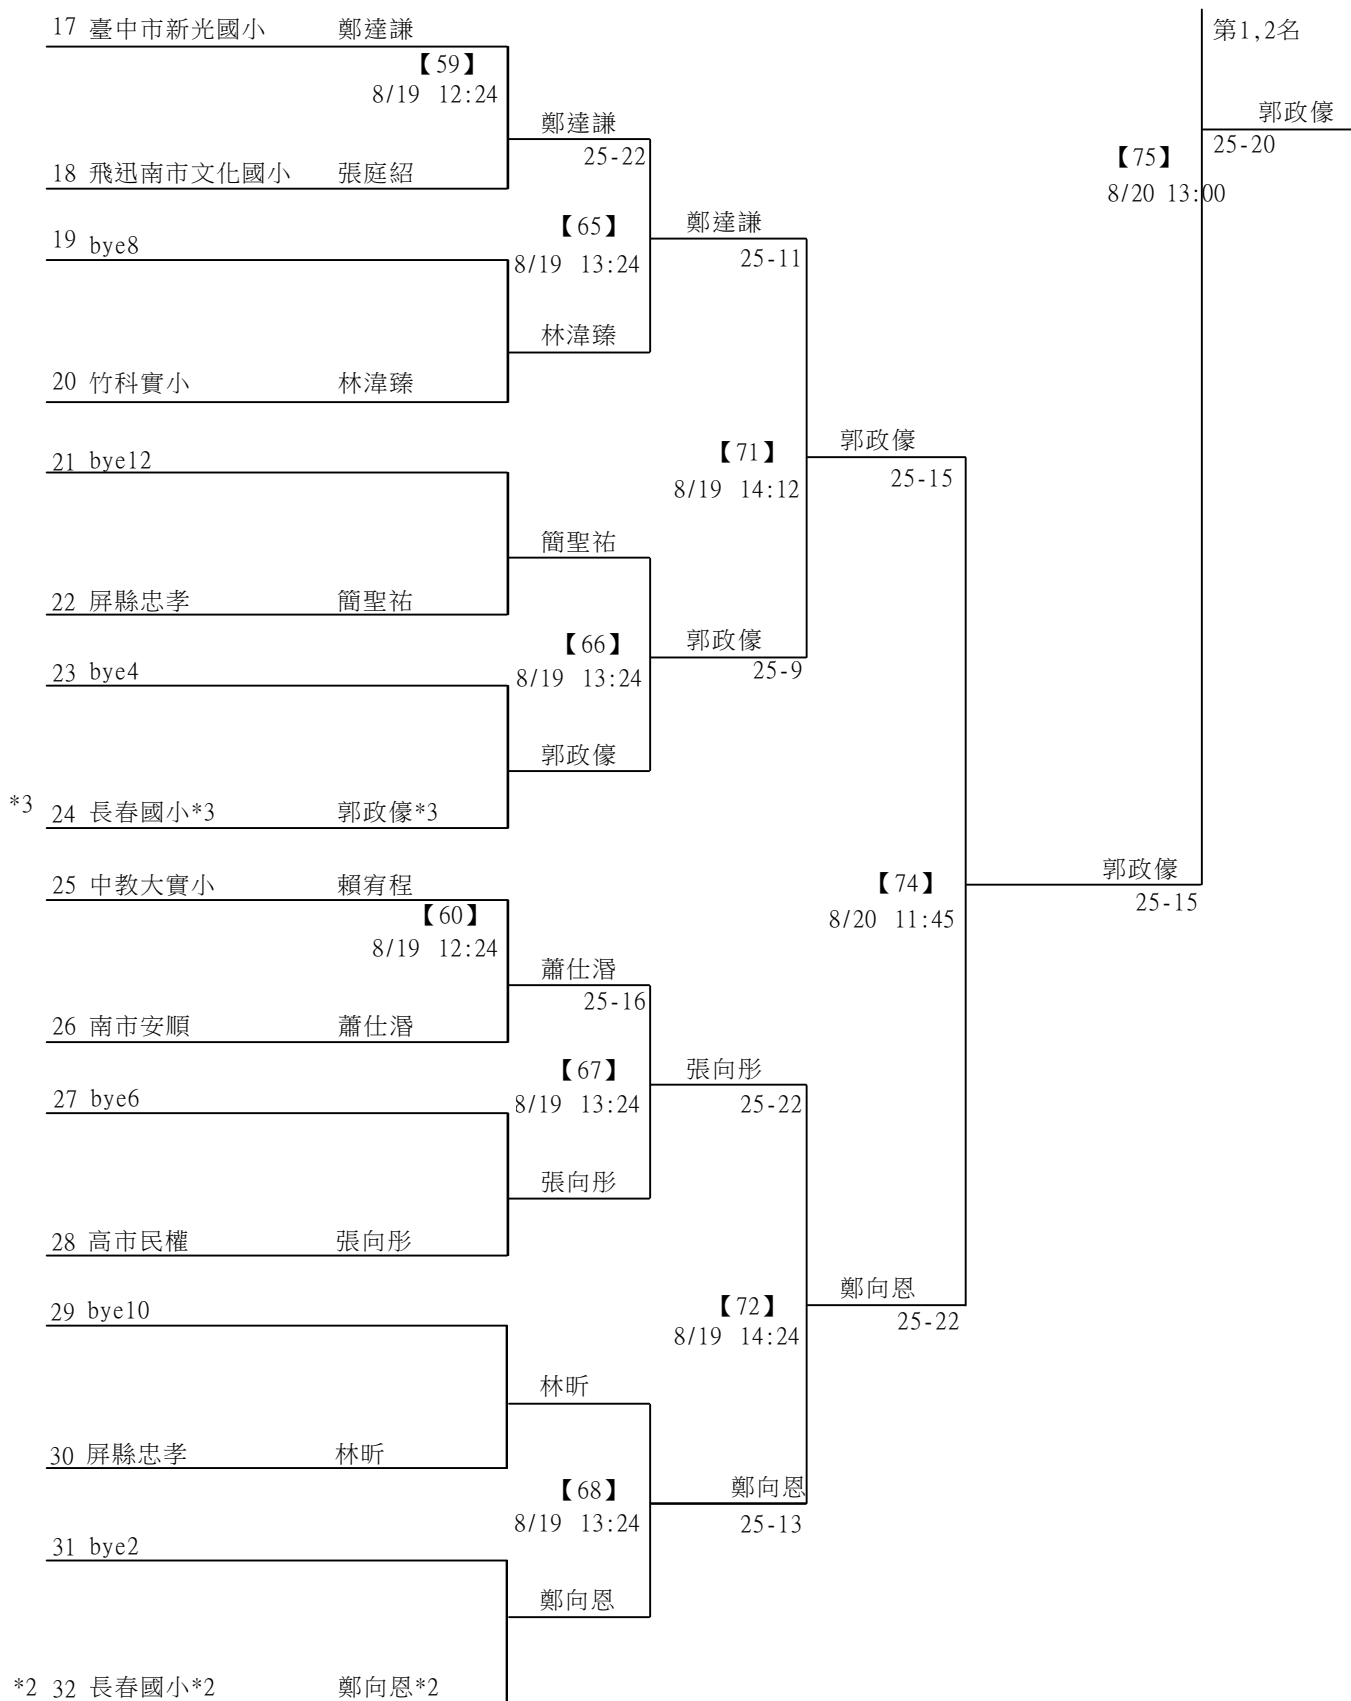 17 臺中市新光國小 鄭達謙
第1,2名
【59】
8/19 12:24
郭政儫
鄭達謙
25-20
25-22
【75】
18 飛迅南市文化國小 張庭紹
8/20 13:00
【65】
鄭達謙
19 bye8
25-11
8/19 13:24
林湋臻
20 竹科實小 林湋臻
郭政儫
【71】
21 bye12
25-15
8/19 14:12
簡聖祐
22 屏縣忠孝 簡聖祐
【66】
郭政儫
23 bye4
25-9
8/19 13:24
郭政儫
*3 24 長春國小*3 郭政儫*3
郭政儫
25 中教大實小 賴宥程
【74】
25-15
【60】
8/20 11:45
8/19 12:24
蕭仕湣
25-16
26 南市安順 蕭仕湣
【67】
張向彤
27 bye6
8/19 13:24
25-22
張向彤
28 高市民權 張向彤
鄭向恩
29 bye10
【72】
25-22
8/19 14:24
林昕
30 屏縣忠孝 林昕
【68】
鄭向恩
8/19 13:24
25-13
31 bye2
鄭向恩
*2 32 長春國小*2 鄭向恩*2